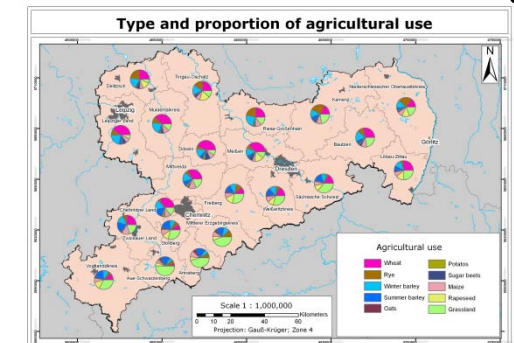 Type and proportion of agricultural use
N
Torgau-Oschatz
Delitzsch
Niederschlesischer Oberlausitzkreis
Kamenz
Leipzig
Muldentalkreis
Leipziger Land
Riesa-Großenhain
Görlitz
Bautzen
Döbeln
Meißen
Löbau-Zittau
Dresden
Mittweida
Sächsische Schweiz
Weißeritzkreis
Freiberg
Chemnitzer Land
Chemnitz
Mittlerer Erzgebirgskreis
Zwickauer Land
Stollberg
Annaberg
Vogtlandkreis
Aue-Schwarzenberg
Agricultural use
Wheat
Rye
Winter barley
Summer barley
Oats
Potatos
Sugar beets
Maize
Rapeseed
Grassland
Scale 1 : 1,000,000
0 10 20 40 60 Kilometers
Projection: Gauß-Krüger; Zone 4